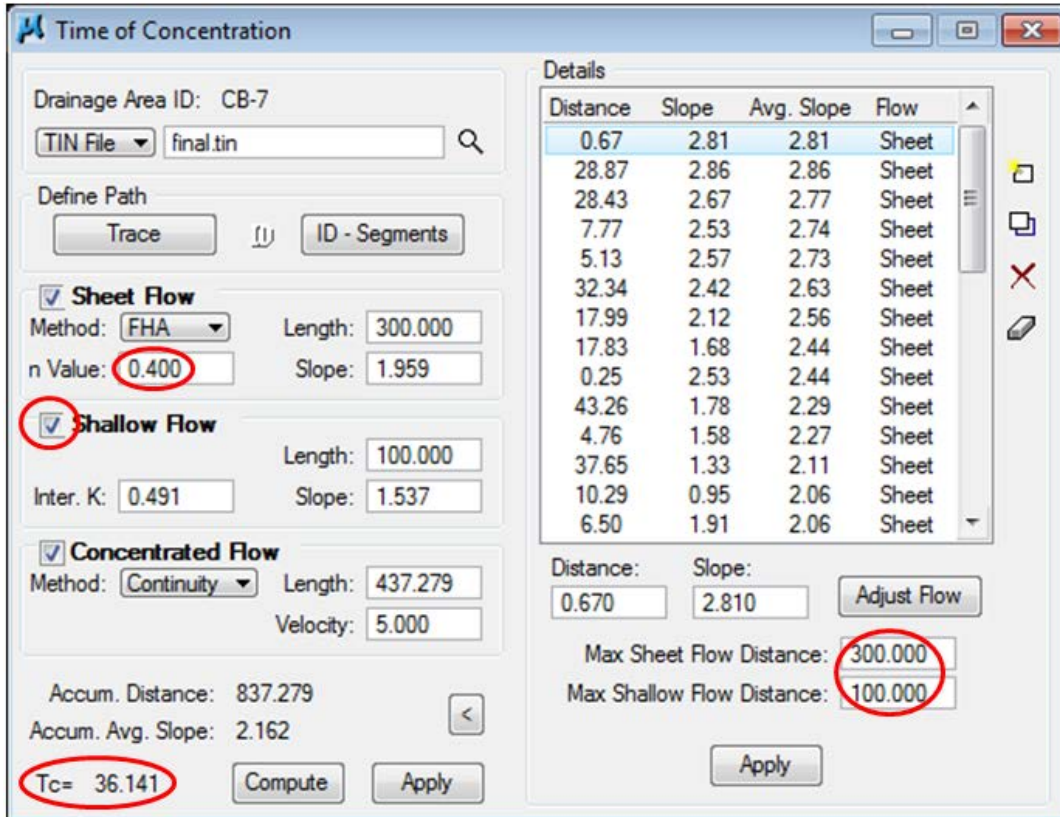 Time of Concentration
Drainage Area ID: CB-7
TIN File final.tin
Define Path
Trace ID - Segments
Sheet Flow
Method: FHA Length: 300.000
n Value: 0.400 Slope: 1.959
Shallow Flow
Length: 100.000
Inter. K: 0.491 Slope: 1.537
Concentrated Flow
Method: Continuity Length: 437.279
Velocity: 5.000
Accum. Distance: 837.279
Accum. Avg. Slope: 2.162
<
Tc= 36.141 Compute Apply
Details
Distance Slope Avg. Slope Flow
0.67 2.81 2.81 Sheet
28.87 2.86 2.86 Sheet
28.43 2.67 2.77 Sheet
7.77 2.53 2.74 Sheet
5.13 2.57 2.73 Sheet
32.34 2.42 2.63 Sheet
17.99 2.12 2.56 Sheet
17.83 1.68 2.44 Sheet
0.25 2.53 2.44 Sheet
43.26 1.78 2.29 Sheet
4.76 1.58 2.27 Sheet
37.65 1.33 2.11 Sheet
10.29 0.95 2.06 Sheet
6.50 1.91 2.06 Sheet
Distance: Slope:
0.670 2.810 Adjust Flow
Max Sheet Flow Distance: 300.000
Max Shallow Flow Distance: 100.000
Apply